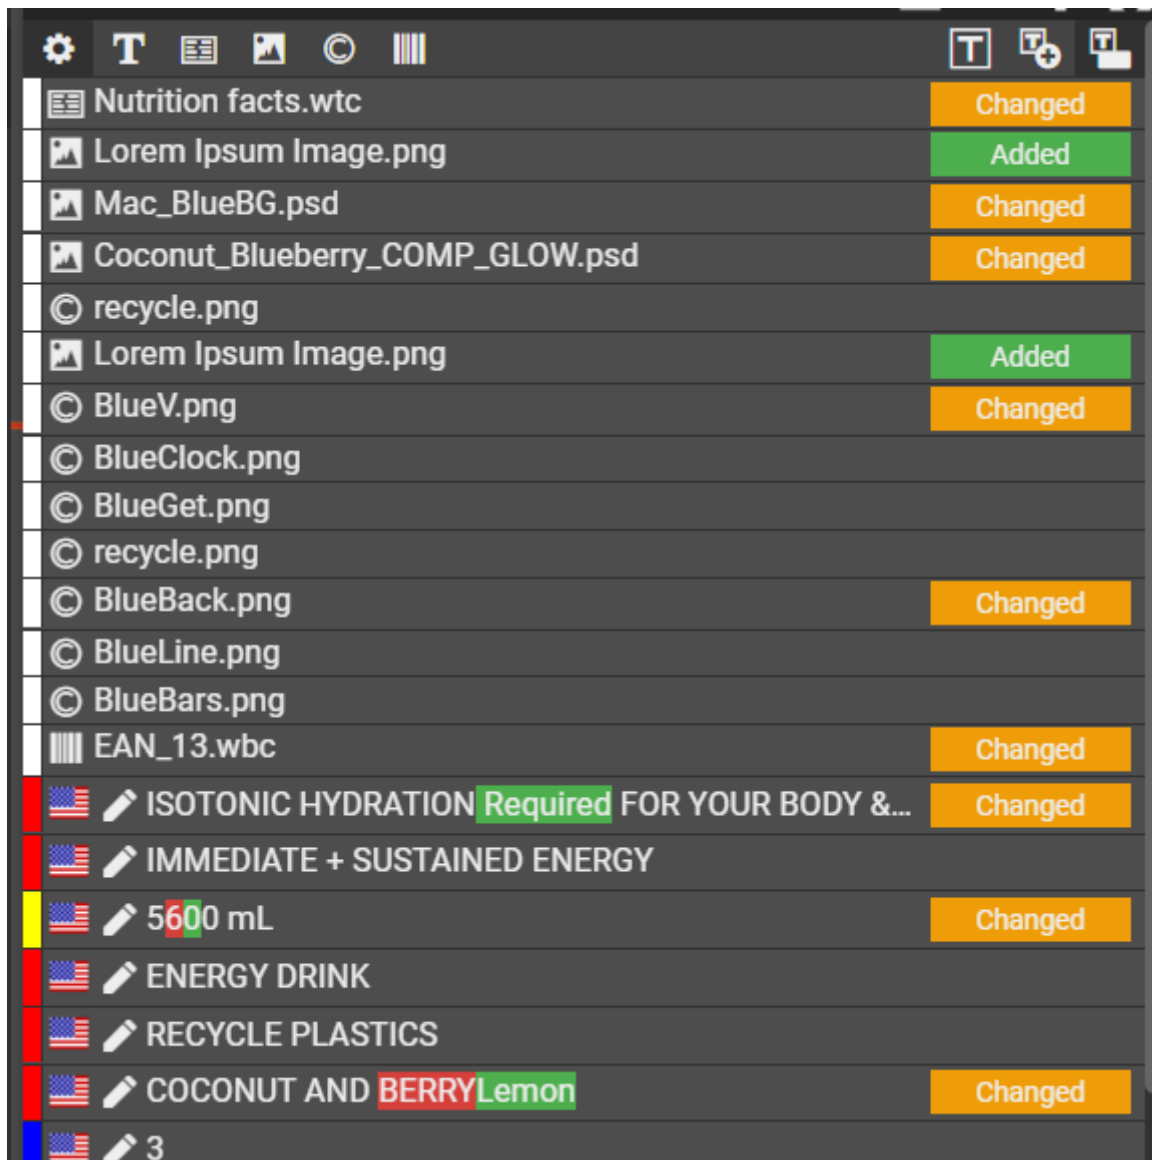 Nutrition facts.wtc Changed
Lorem Ipsum Image.png Added
Mac_BlueBG.psd Changed
Coconut_Blueberry_COMP_GLOW.psd Changed
recycle.png
Lorem Ipsum Image.png Added
BlueV.png Changed
BlueClock.png
BlueGet.png
recycle.png
BlueBack.png Changed
BlueLine.png
BlueBars.png
EAN_13.wbc Changed
ISOTONIC HYDRATION Required FOR YOUR BODY &... Changed
IMMEDIATE + SUSTAINED ENERGY
5600 mL Changed
ENERGY DRINK
RECYCLE PLASTICS
COCONUT AND BERRYLemon Changed
3